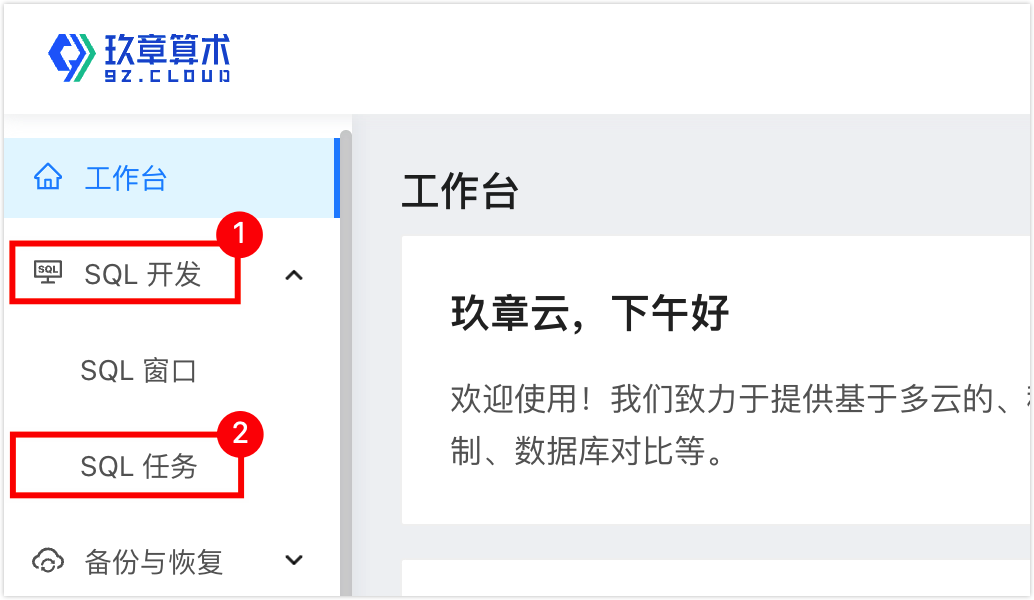 玖章算术
9Z.CLOUD
工作台
1
SQL
SQL 开发
SQL 窗口
2
SQL 任务
备份与恢复
工作台
玖章云，下午好
欢迎使用！我们致力于提供基于多云的、
制、数据库对比等。